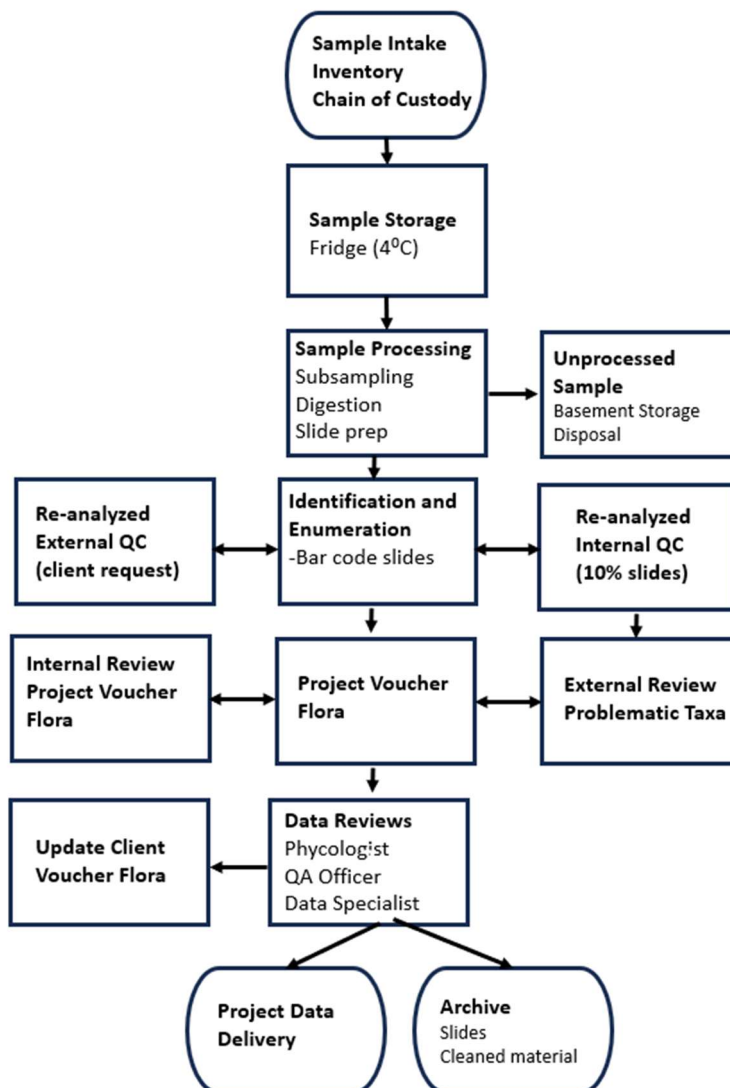 Sample Intake
Inventory
Chain of Custody
Sample Storage
Fridge (4⁰C)
Sample Processing
Subsampling
Digestion
Slide prep
Unprocessed
Sample
Basement Storage
Disposal
Re-analyzed
External QC
(client request)
Identification and
Enumeration
-Bar code slides
Re-analyzed
Internal QC
(10% slides)
Internal Review
Project Voucher
Flora
Project Voucher
Flora
External Review
Problematic Taxa
Update Client
Voucher Flora
Data Reviews
Phycologist
QA Officer
Data Specialist
Project Data
Delivery
Archive
Slides
Cleaned material